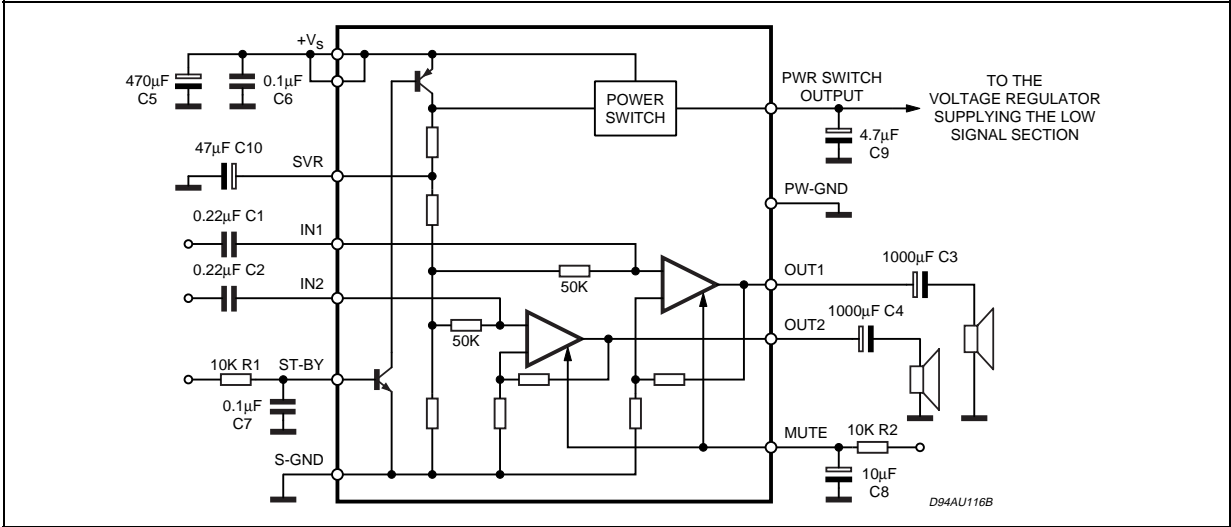 +VS
470µF
C5
0.1µF
C6
POWER
SWITCH
PWR SWITCH
OUTPUT
TO THE
VOLTAGE REGULATOR
SUPPLYING THE LOW
SIGNAL SECTION
4.7µF
C9
47µF C10
SVR
PW-GND
0.22µF C1
IN1
50K
OUT1
1000µF C3
0.22µF C2
IN2
50K
OUT2
1000µF C4
10K R1
ST-BY
0.1µF
C7
MUTE
10K R2
10µF
C8
S-GND
D94AU116B